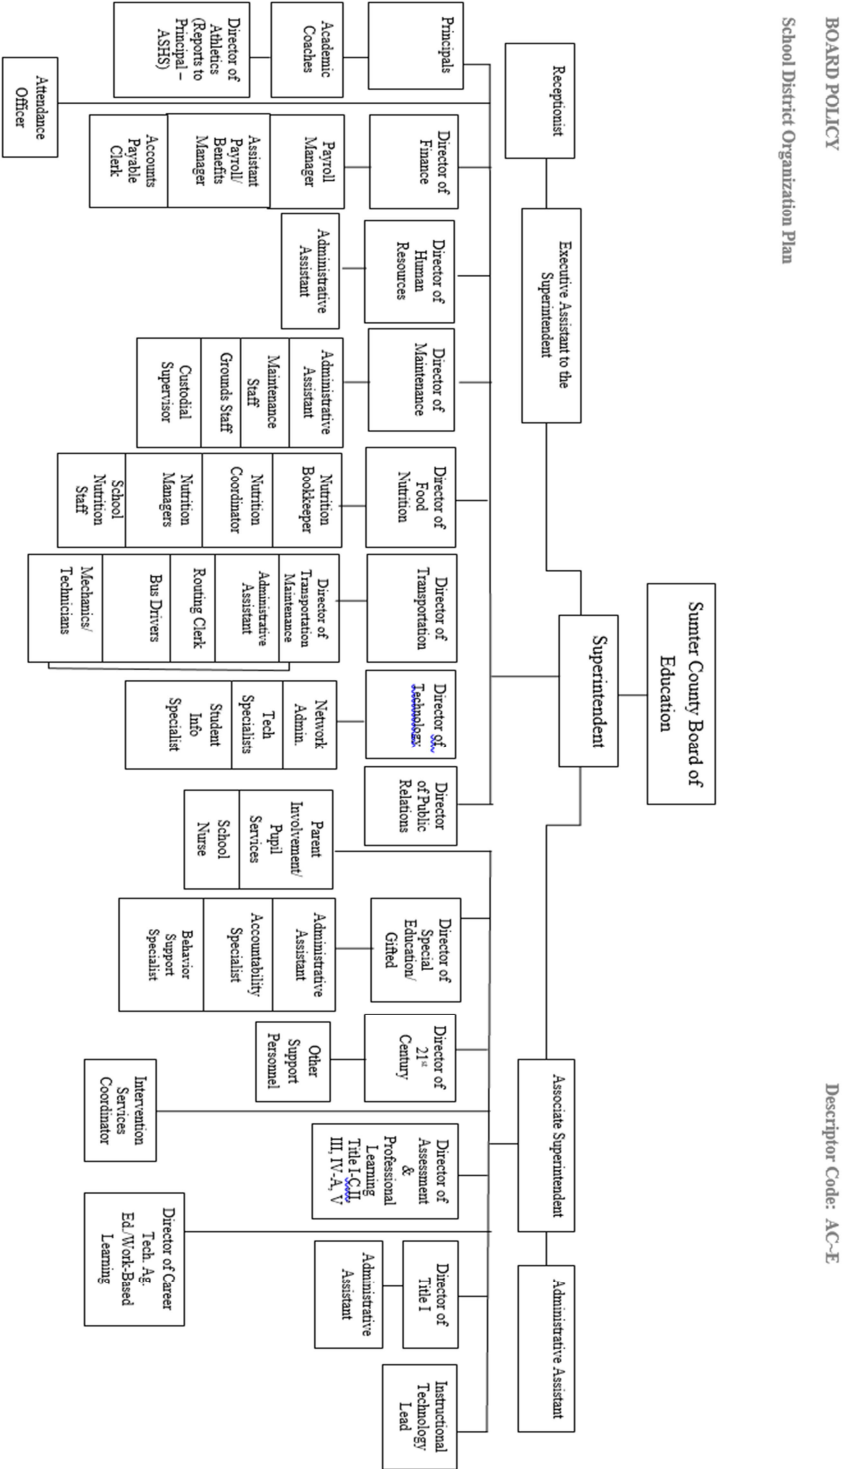 BOARD POLICY
Descriptor Code: AC~E
School District Organization Plan
Sumter County Board of
Education
Superintendent
Receptionist
Executive Assistant to the
Superintendent
Associate Superintendent
Administrative Assistant
Principals
Academic
Coaches
Director of
Athletics
(Reports to
Principal –
ASHS)
Attendance
Officer
Director of
Finance
Payroll
Manager
Assistant
Payroll/
Benefits
Manager
Accounts
Payable
Clerk
Director of
Human
Resources
Administrative
Assistant
Director of
Maintenance
Administrative
Assistant
Maintenance
Staff
Grounds Staff
Custodial
Supervisor
Director of
Food
Nutrition
Nutrition
Bookkeeper
Nutrition
Coordinator
Nutrition
Managers
School
Nutrition
Staff
Director of
Transportation
Director of
Transportation
Maintenance
Administrative
Assistant
Routing Clerk
Bus Drivers
Mechanics/
Technicians
Director of
Technology
Network
Admin.
Tech
Specialists
Student
Info
Specialist
Director
of Public
Relations
Parent
Involvement/
Pupil
Services
School
Nurse
Director of
Special
Education/
Gifted
Administrative
Assistant
Accountability
Specialist
Behavior
Support
Specialist
Director of
21st
Century
Other
Support
Personnel
Intervention
Services
Coordinator
Director of
Assessment
&
Professional
Learning
Title I-C,II,
III, IV-A, V
Director of Career
Tech. Ag.
Ed./Work-Based
Learning
Director of
Title I
Administrative
Assistant
Instructional
Technology
Lead